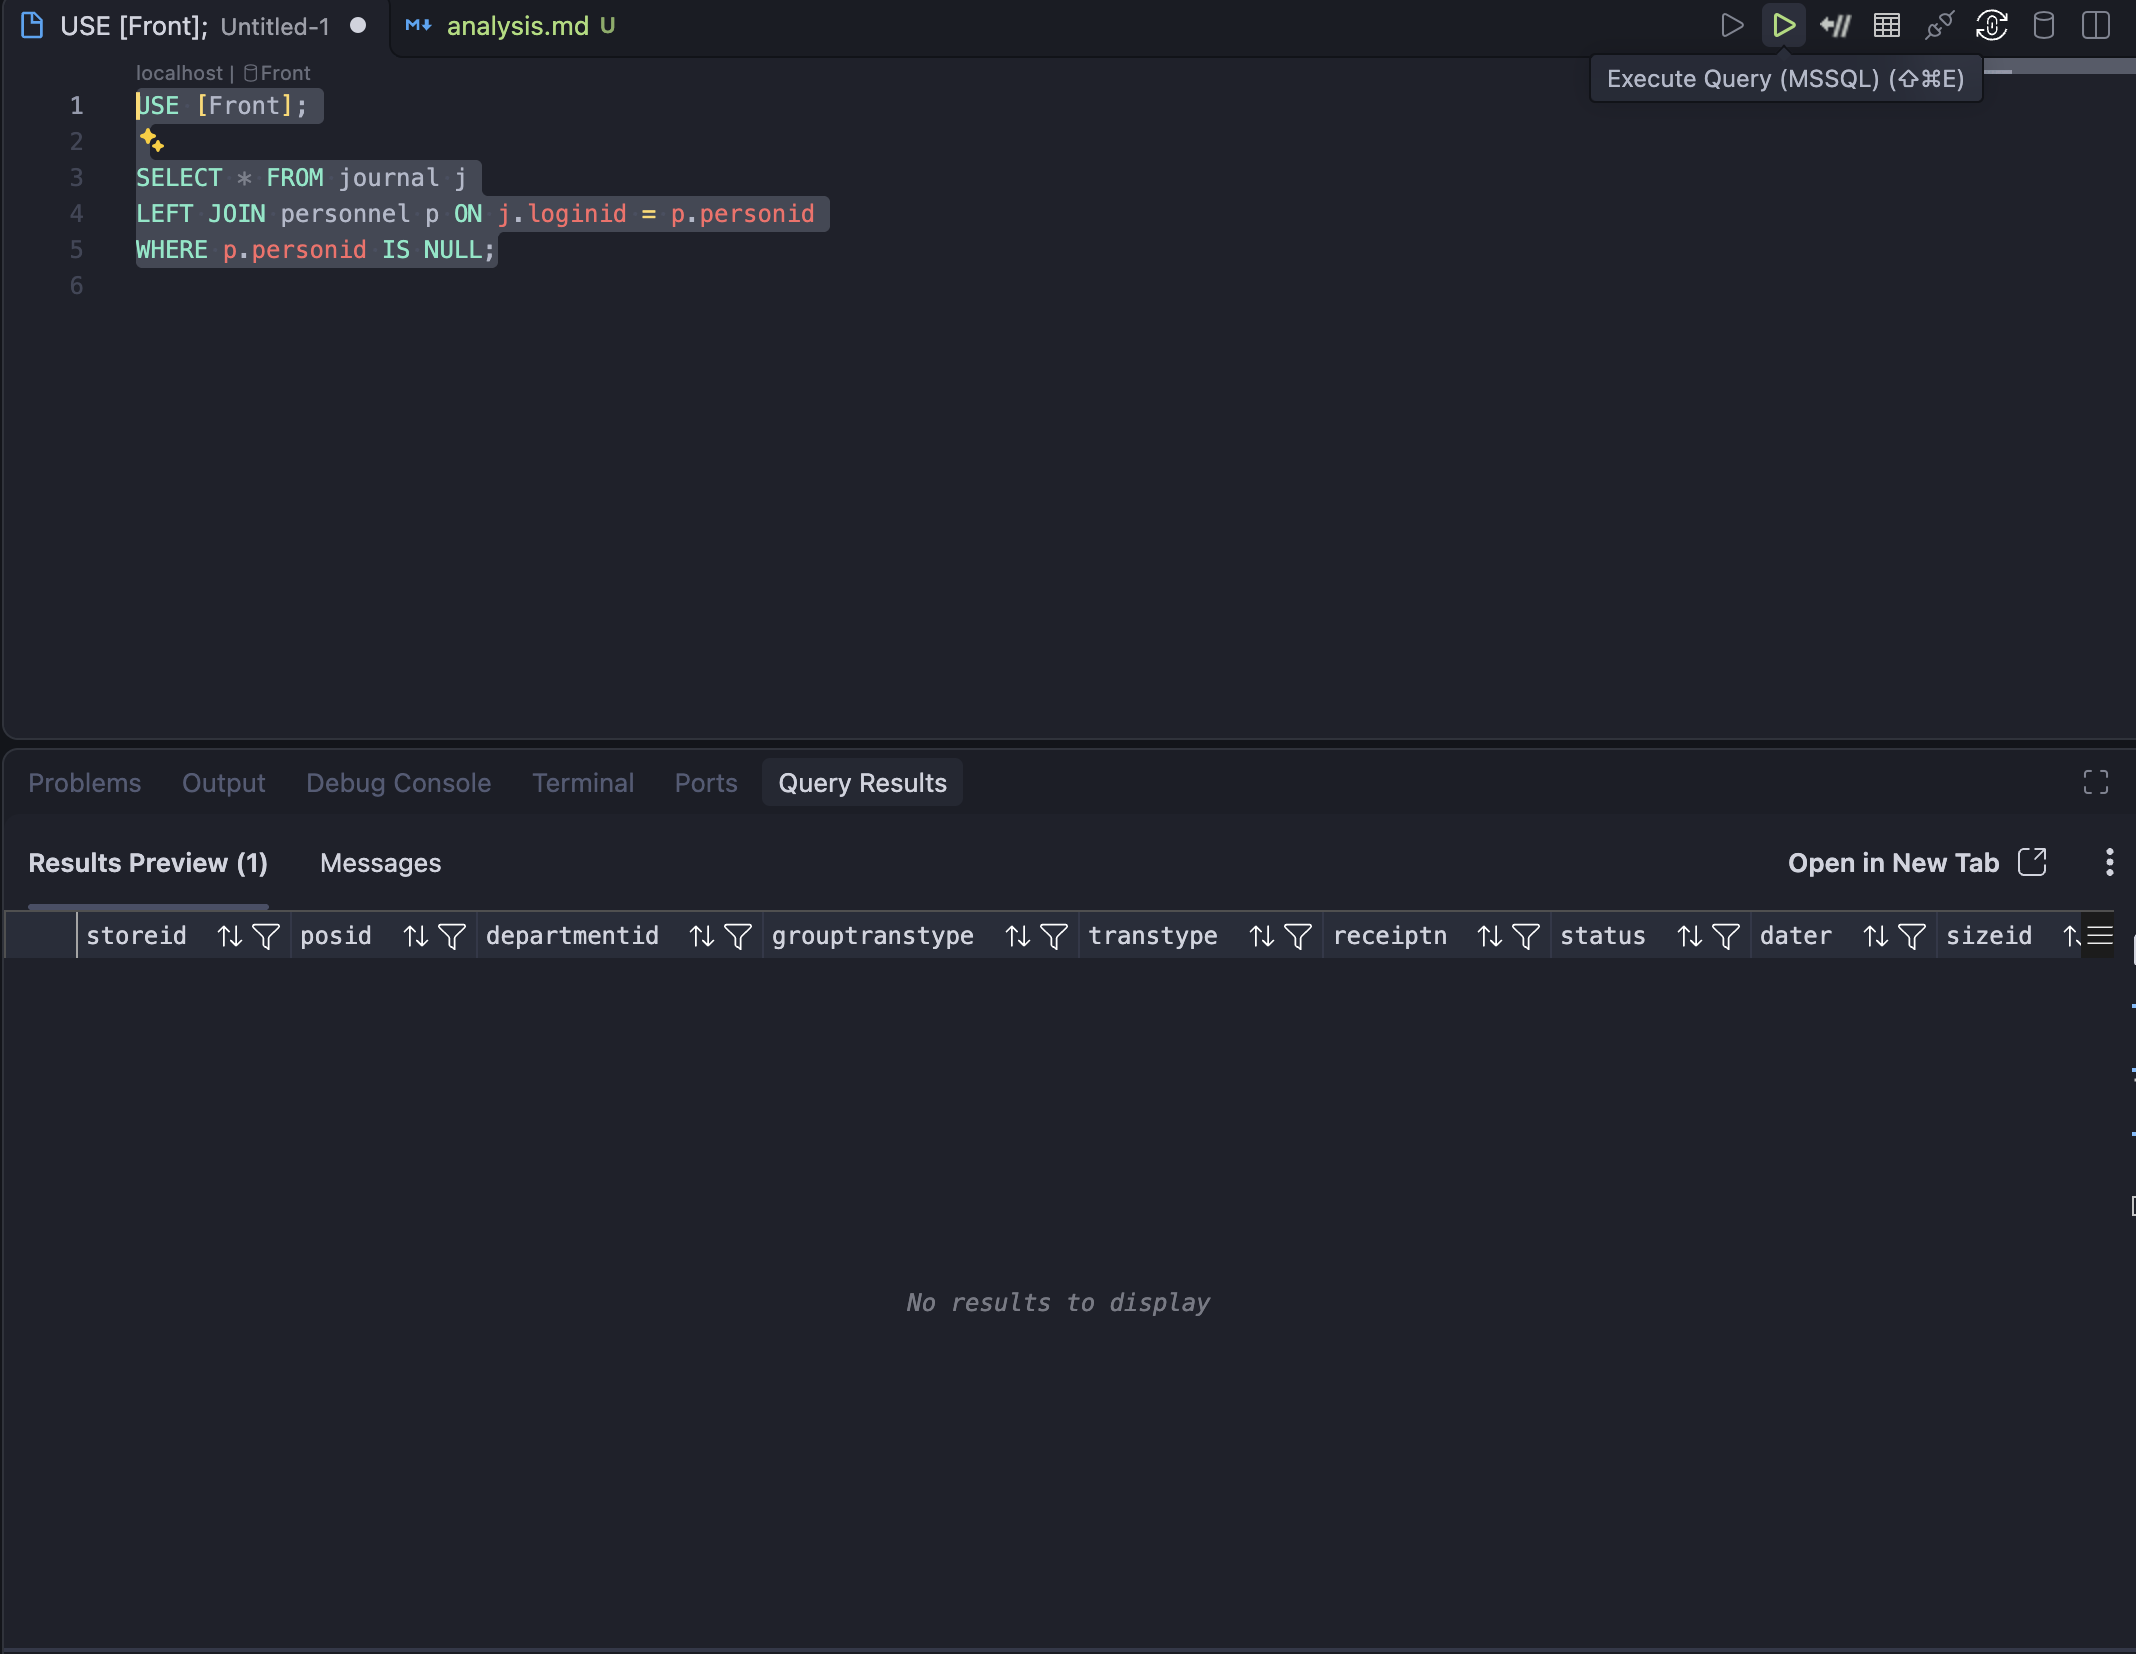 USE [Front]; Untitled-1
analysis.md U
Execute Query (MSSQL) (⇧⌘E)
localhost | Front
1 USE [Front];
2
3 SELECT * FROM journal j
4 LEFT JOIN personnel p ON j.loginid = p.personid
5 WHERE p.personid IS NULL;
6
Problems Output Debug Console Terminal Ports Query Results
Results Preview (1) Messages Open in New Tab
storeid posid departmentid grouptranstype transtype receiptn status dater sizeid
No results to display